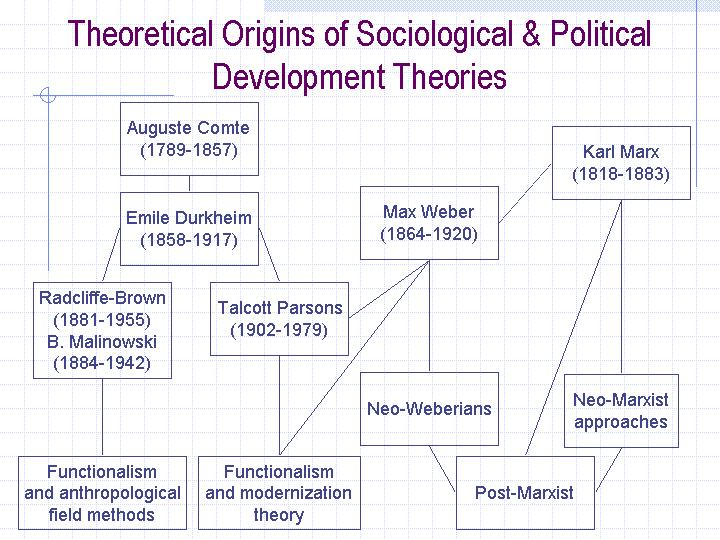 Theoretical Origins of Sociological & Political
Development Theories
Auguste Comte
(1789-1857)
Karl Marx
(1818-1883)
Emile Durkheim
(1858-1917)
Max Weber
(1864-1920)
Radcliffe-Brown
(1881-1955)
B. Malinowski
(1884-1942)
Talcott Parsons
(1902-1979)
Neo-Weberians
Neo-Marxist
approaches
Functionalism
and anthropological
field methods
Functionalism
and modernization
theory
Post-Marxist